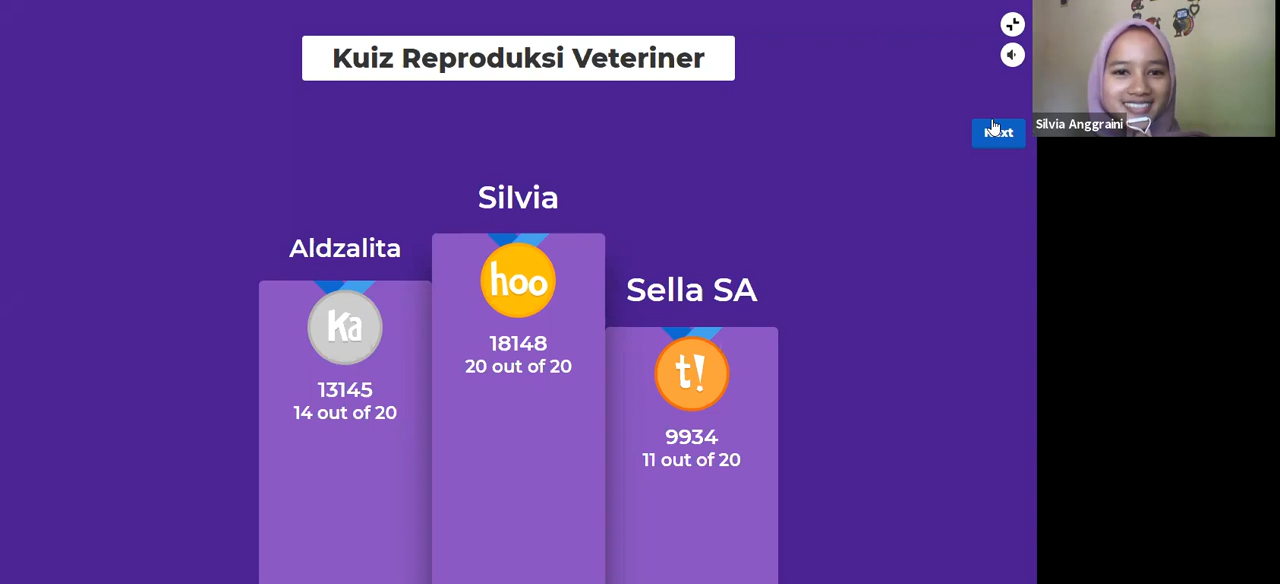 Kuiz Reproduksi Veteriner
Next
Silvia Anggraini
Silvia
Aldzalita
Sella SA
hoo
18148
20 out of 20
Ka
13145
14 out of 20
t!
9934
11 out of 20